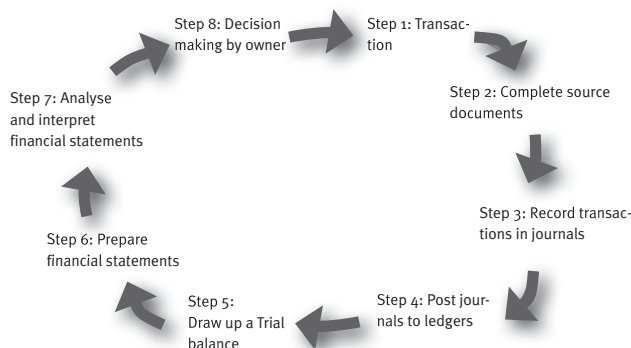 Step 1: Transac-
tion
Step 2: Complete source
documents
Step 3: Record transac-
tions in journals
Step 4: Post jour-
nals to ledgers
Step 5:
Draw up a Trial
balance
Step 6: Prepare
financial statements
Step 7: Analyse
and interpret
financial statements
Step 8: Decision
making by owner